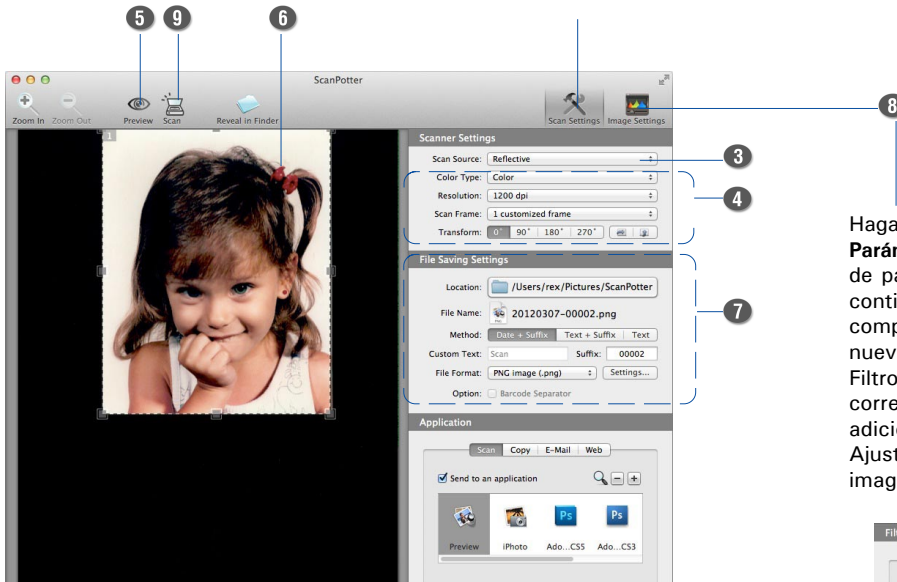 5 9 6
ScanPotter
Zoom In Zoom Out Preview Scan Reveal in Finder Scan Settings Image Settings
8
1
Scanner Settings
Scan Source: Reflective
3
Color Type: Color
Resolution: 1200 dpi
4
Scan Frame: 1 customized frame
Transform: 0° 90° 180° 270°
File Saving Settings
Location: /Users/rex/Pictures/ScanPotter
File Name: 20120307-00002.png
7
Method: Date + Suffix Text + Suffix Text
Custom Text: Scan Suffix: 00002
File Format: PNG image (.png) Settings...
Option: Barcode Separator
Application
Scan Copy E-Mail Web
Send to an application
Ps Ps
Preview iPhoto Ado...CS5 Ado...CS3
Haga
Parám
de pa
conti
comp
nuev
Filtro
corre
adici
Ajust
imag
Fil